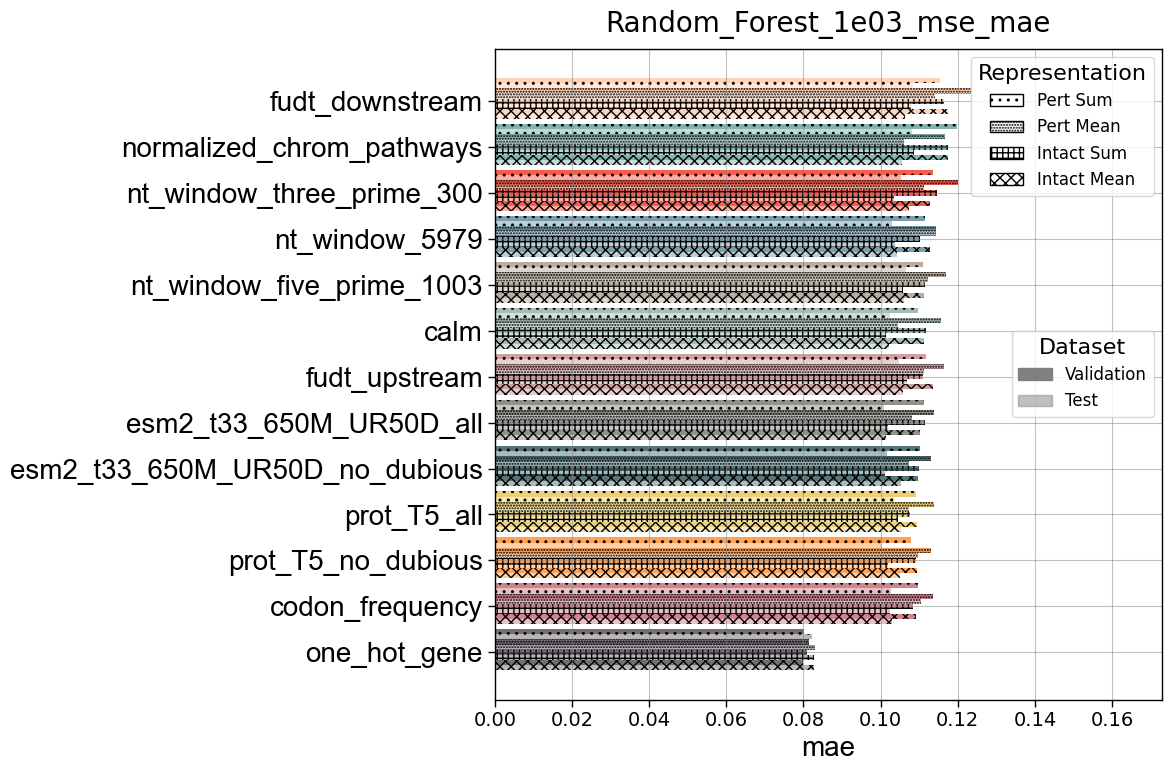 Random_Forest_1e03_mse_mae
Representation
Pert Sum
Pert Mean
Intact Sum
Intact Mean
fudt_downstream
normalized_chrom_pathways
nt_window_three_prime_300
nt_window_5979
nt_window_five_prime_1003
calm
Dataset
Validation
Test
fudt_upstream
esm2_t33_650M_UR50D_all
esm2_t33_650M_UR50D_no_dubious
prot_T5_all
prot_T5_no_dubious
codon_frequency
one_hot_gene
0.00 0.02 0.04 0.06 0.08 0.10 0.12 0.14 0.16
mae